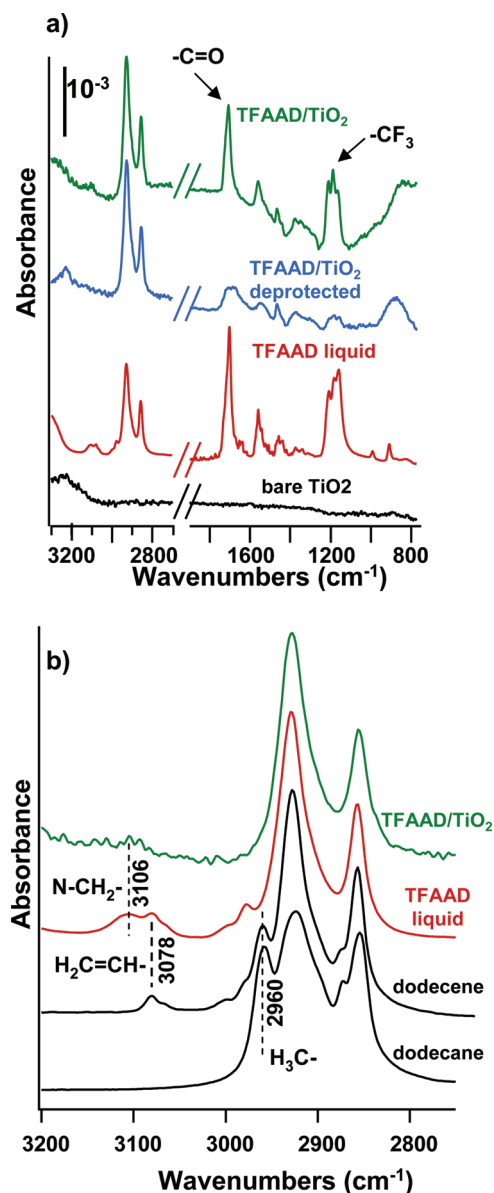 a)
10-3
-C=O
TFAAD/TiO2
-CF3
TFAAD/TiO2
deprotected
TFAAD liquid
bare TiO2
Absorbance
3200 2800 1600 1200 800
Wavenumbers (cm-1)
b)
TFAAD/TiO2
N-CH2-
3106
TFAAD
liquid
H2C=CH-
3078
dodecene
2960
H3C-
dodecane
Absorbance
3200 3100 3000 2900 2800
Wavenumbers (cm-1)